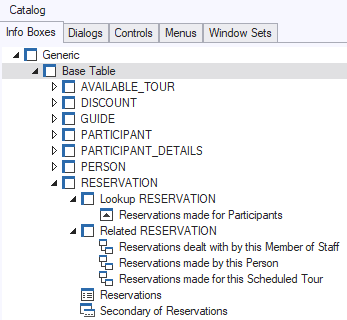 Catalog
Info Boxes Dialogs Controls Menus Window Sets
Generic
Base Table
AVAILABLE_TOUR
DISCOUNT
GUIDE
PARTICIPANT
PARTICIPANT_DETAILS
PERSON
RESERVATION
Lookup RESERVATION
Reservations made for Participants
Related RESERVATION
Reservations dealt with by this Member of Staff
Reservations made by this Person
Reservations made for this Scheduled Tour
Reservations
Secondary of Reservations